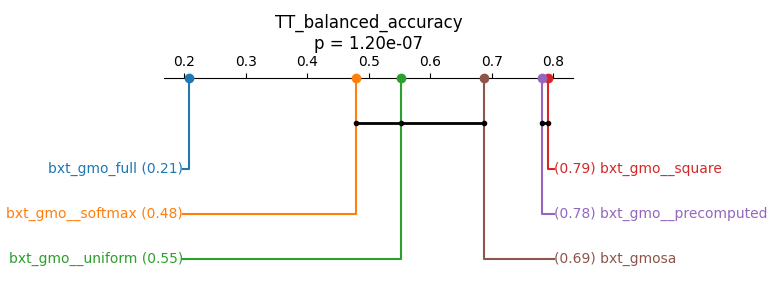 TT_balanced_accuracy
p = 1.20e-07
0.2 0.3 0.4 0.5 0.6 0.7 0.8
bxt_gmo_full (0.21)
(0.79) bxt_gmo__square
bxt_gmo__softmax (0.48)
(0.78) bxt_gmo__precomputed
bxt_gmo__uniform (0.55)
(0.69) bxt_gmosa